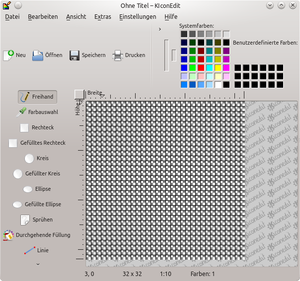 Ohne Titel – KIconEdit
Datei Bearbeiten Ansicht Extras Einstellungen Hilfe
Neu Öffnen Speichern Drucken
Systemfarben:
Benutzerdefinierte Farben:
Freihand
Farbauswahl
Rechteck
Gefülltes Rechteck
Kreis
Gefüllter Kreis
Ellipse
Gefüllte Ellipse
Sprühen
Durchgehende Füllung
Linie
Breite
Höhe
3, 0 32 x 32 1:10 Farben: 1